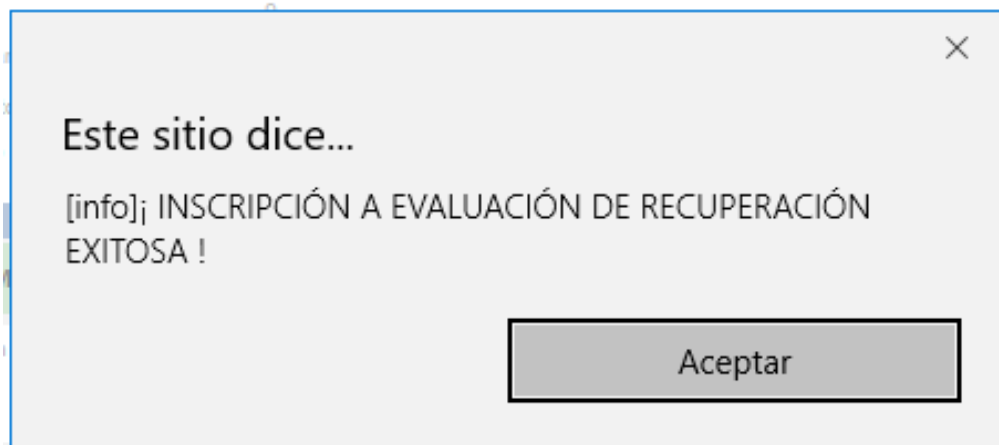 Este sitio dice...
[info]¡ INSCRIPCIÓN A EVALUACIÓN DE RECUPERACIÓN
EXITOSA !
Aceptar